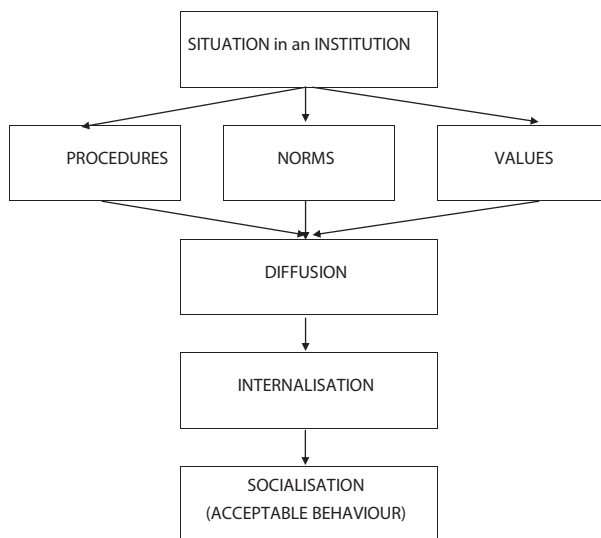 SITUATION in an INSTITUTION
PROCEDURES
NORMS
VALUES
DIFFUSION
INTERNALISATION
SOCIALISATION
(ACCEPTABLE BEHAVIOUR)